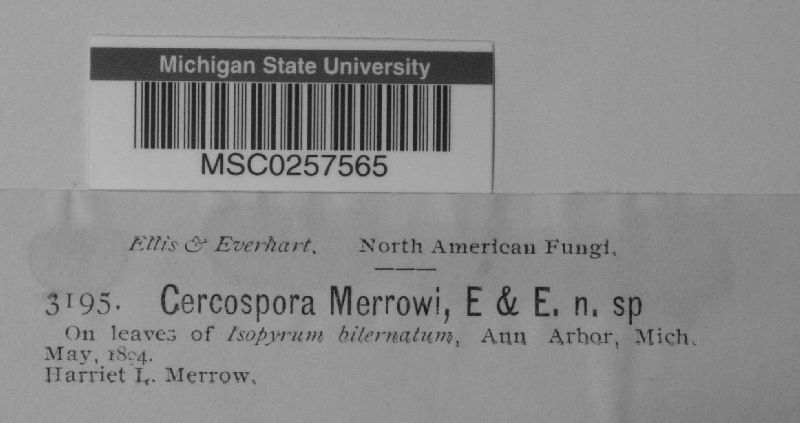 Michigan State University
MSC0257565
Ellis & Everhart. North American Fungi.
3195. Cercospora Merrowi, E & E. n. sp
On leaves of Isopyrum biternatum, Ann Arbor, Mich.
May, 1894.
Harriet L. Merrow.